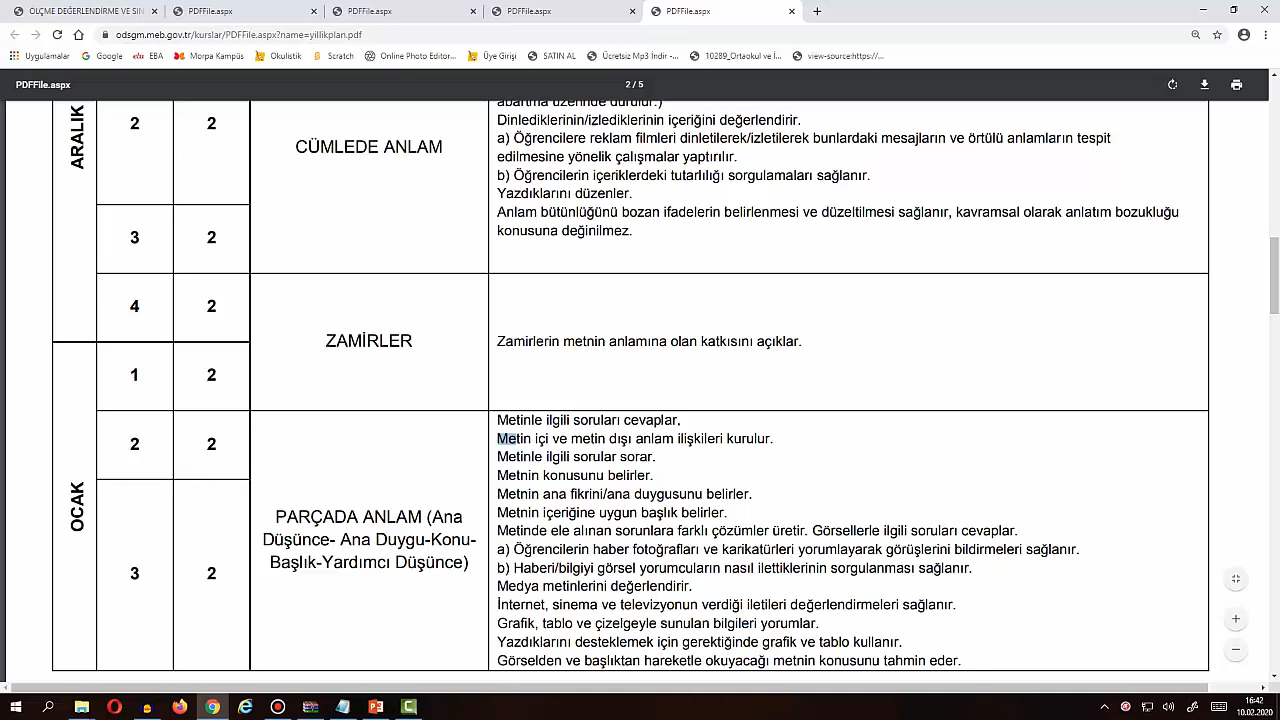 ÖLÇME DEĞERLENDİRME VE SIN
PDFFile.aspx
PDFFile.aspx
PDFFile.aspx
PDFFile.aspx
odsgm.meb.gov.tr/kurslar/PDFFile.aspx?name=yillikplan.pdf
Uygulamalar
Google
EBA
Morpa Kampüs
Okulistik
Scratch
Online Photo Editor...
Üye Girişi
SATIN AL
Ücretsiz Mp3 İndir -...
10289_Ortaokul ve İ...
view-source:https://...
PDFFile.aspx
2 / 5
ARALIK
2
2
CÜMLEDE ANLAM
abartma üzerinde durulur.)
Dinlediklerinin/izlediklerinin içeriğini değerlendirir.
a) Öğrencilere reklam filmleri dinletilerek/izletilerek bunlardaki mesajların ve örtülü anlamların tespit
edilmesine yönelik çalışmalar yaptırılır.
b) Öğrencilerin içeriklerdeki tutarlılığı sorgulamaları sağlanır.
Yazdıklarını düzenler.
Anlam bütünlüğünü bozan ifadelerin belirlenmesi ve düzeltilmesi sağlanır, kavramsal olarak anlatım bozukluğu
konusuna değinilmez.
3
2
4
2
ZAMİRLER
Zamirlerin metnin anlamına olan katkısını açıklar.
OCAK
1
2
2
2
PARÇADA ANLAM (Ana
Düşünce- Ana Duygu-Konu-
Başlık-Yardımcı Düşünce)
Metinle ilgili soruları cevaplar.
Metin içi ve metin dışı anlam ilişkileri kurulur.
Metinle ilgili sorular sorar.
Metnin konusunu belirler.
Metnin ana fikrini/ana duygusunu belirler.
Metnin içeriğine uygun başlık belirler.
Metinde ele alınan sorunlara farklı çözümler üretir. Görsellerle ilgili soruları cevaplar.
a) Öğrencilerin haber fotoğrafları ve karikatürleri yorumlayarak görüşlerini bildirmeleri sağlanır.
b) Haberi/bilgiyi görsel yorumcuların nasıl ilettiklerinin sorgulanması sağlanır.
Medya metinlerini değerlendirir.
İnternet, sinema ve televizyonun verdiği iletileri değerlendirmeleri sağlanır.
Grafik, tablo ve çizelgeyle sunulan bilgileri yorumlar.
Yazdıklarını desteklemek için gerektiğinde grafik ve tablo kullanır.
Görselden ve başlıktan hareketle okuyacağı metnin konusunu tahmin eder.
3
2
16:42
10.02.2020